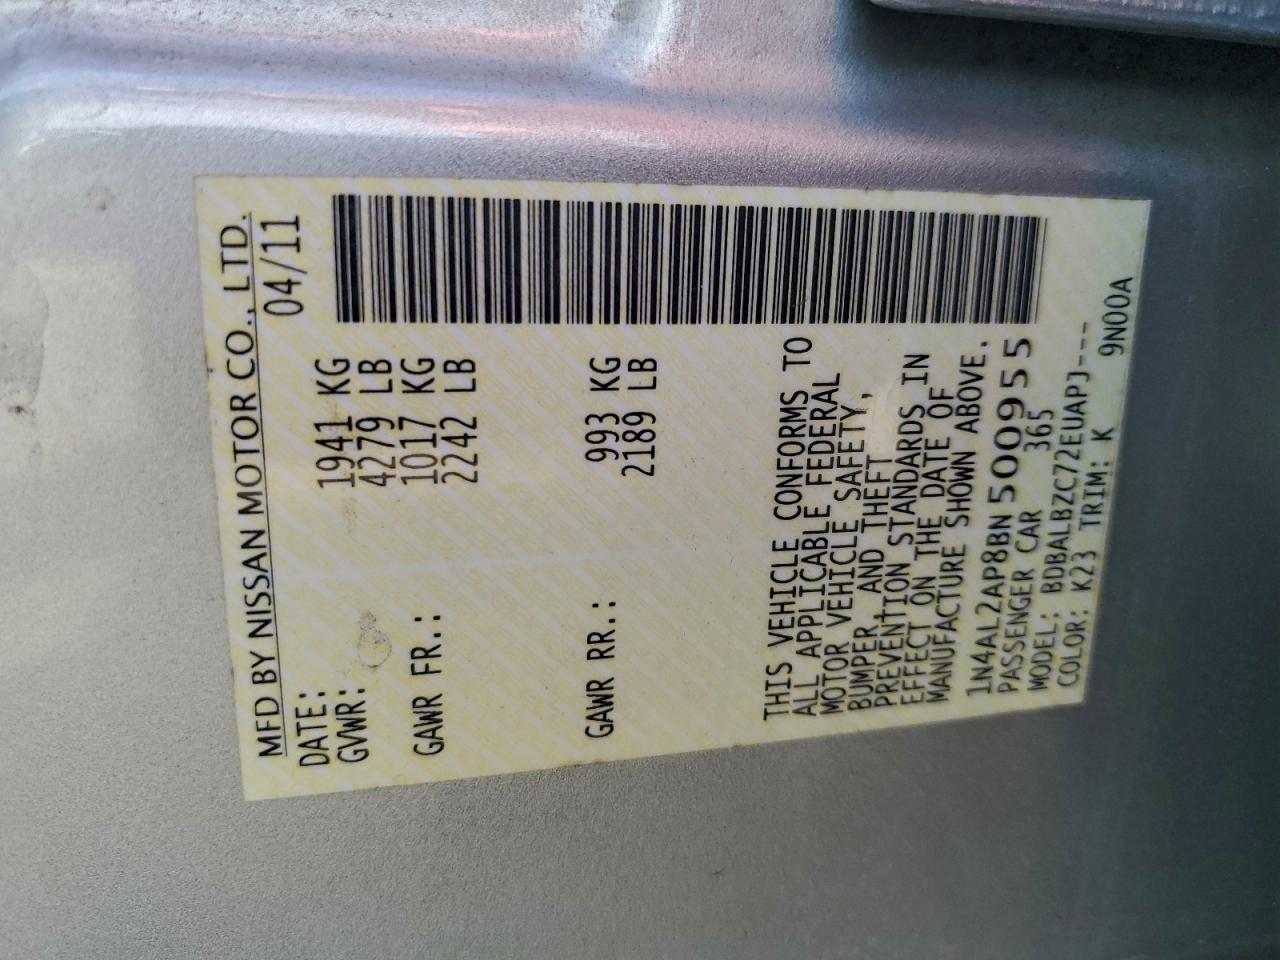 MFD BY NISSAN MOTOR CO., LTD.
DATE: 04/11
GVWR: 1941 KG
4279 LB
GAWR FR.: 1017 KG
2242 LB
GAWR RR.: 993 KG
2189 LB
THIS VEHICLE CONFORMS TO
ALL APPLICABLE FEDERAL
MOTOR VEHICLE SAFETY,
BUMPER, AND THEFT
PREVENTION STANDARDS IN
EFFECT ON THE DATE OF
MANUFACTURE SHOWN ABOVE.
1N4AL2AP8BN500955
PASSENGER CAR 365
MODEL: BDBALBZC72EUAPJ---
COLOR: K23 TRIM: K 9N00A